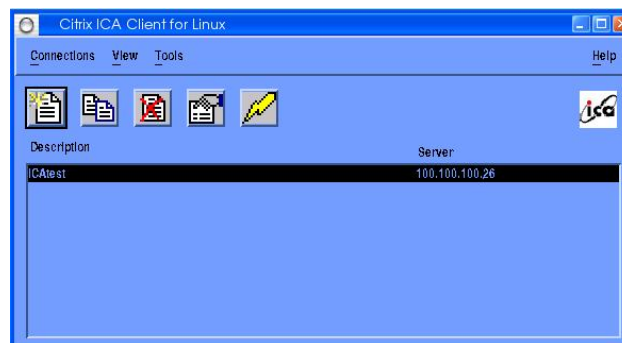 Citrix ICA Client for Linux
Connections View Tools Help
ica
Description Server
ICAtest 100.100.100.26